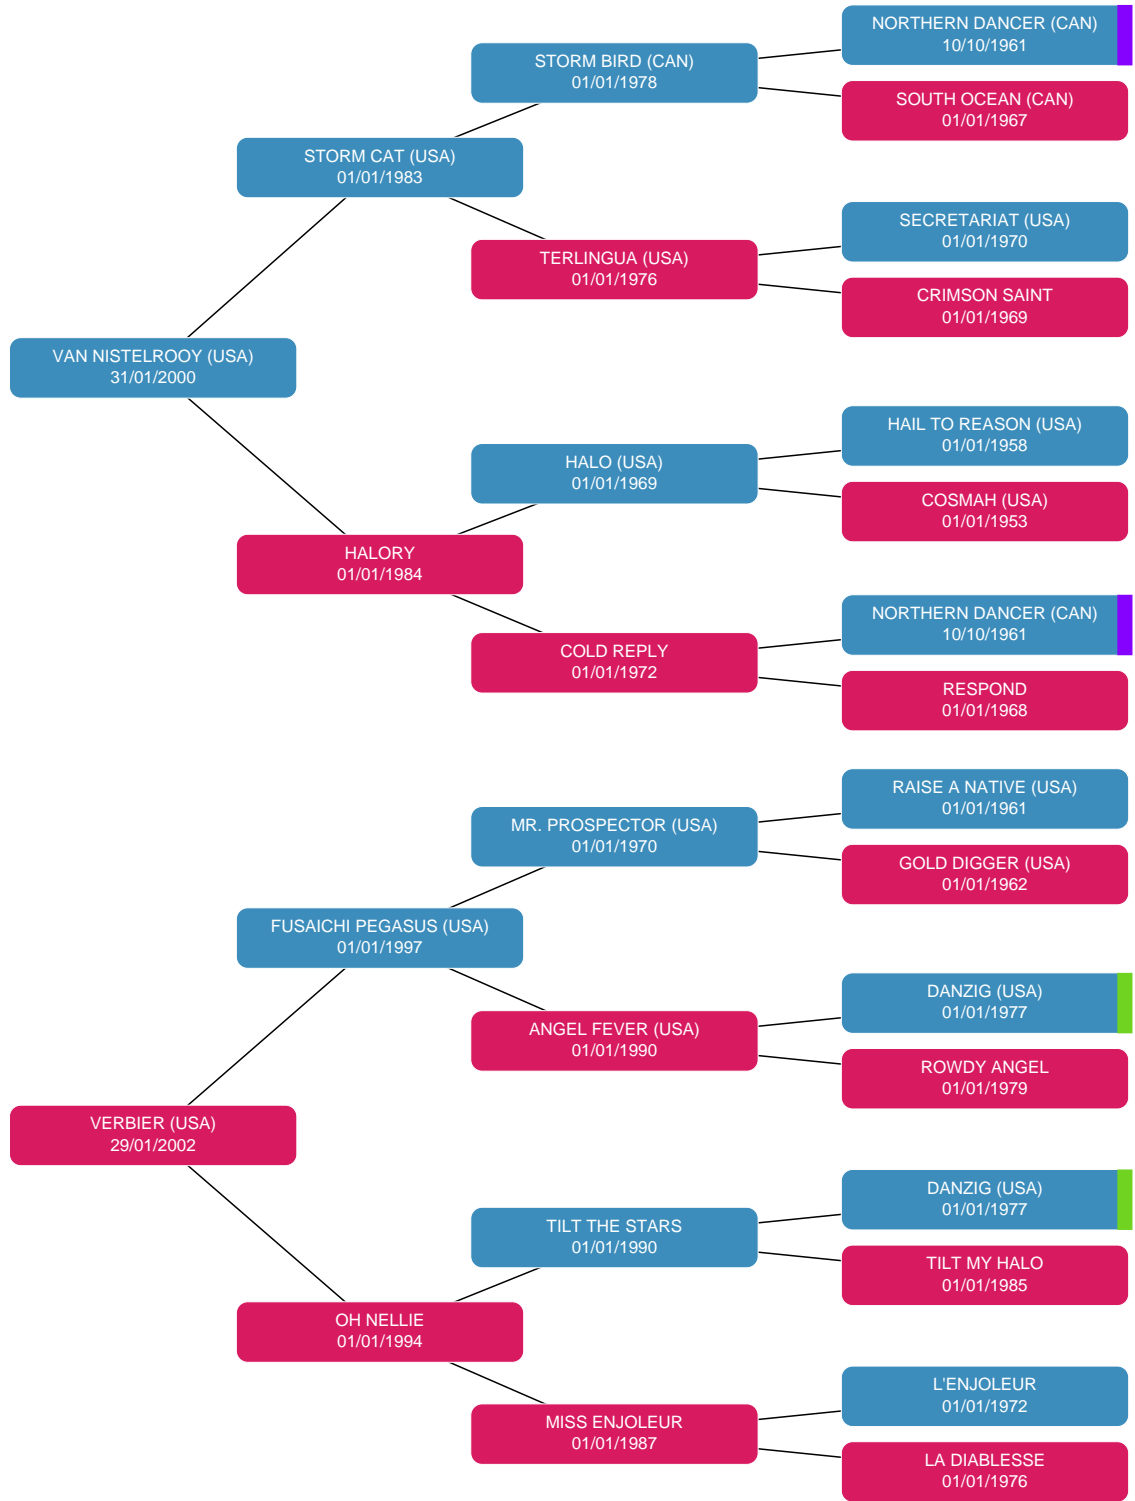 NORTHERN DANCER (CAN)
10/10/1961
STORM BIRD (CAN)
01/01/1978
SOUTH OCEAN (CAN)
01/01/1967
STORM CAT (USA)
01/01/1983
SECRETARIAT (USA)
01/01/1970
TERLINGUA (USA)
01/01/1976
CRIMSON SAINT
01/01/1969
VAN NISTELROOY (USA)
31/01/2000
HAIL TO REASON (USA)
01/01/1958
HALO (USA)
01/01/1969
COSMAH (USA)
01/01/1953
HALORY
01/01/1984
NORTHERN DANCER (CAN)
10/10/1961
COLD REPLY
01/01/1972
RESPOND
01/01/1968
RAISE A NATIVE (USA)
01/01/1961
MR. PROSPECTOR (USA)
01/01/1970
GOLD DIGGER (USA)
01/01/1962
FUSAICHI PEGASUS (USA)
01/01/1997
DANZIG (USA)
01/01/1977
ANGEL FEVER (USA)
01/01/1990
ROWDY ANGEL
01/01/1979
VERBIER (USA)
29/01/2002
DANZIG (USA)
01/01/1977
TILT THE STARS
01/01/1990
TILT MY HALO
01/01/1985
OH NELLIE
01/01/1994
L'ENJOLEUR
01/01/1972
MISS ENJOLEUR
01/01/1987
LA DIABLESSE
01/01/1976